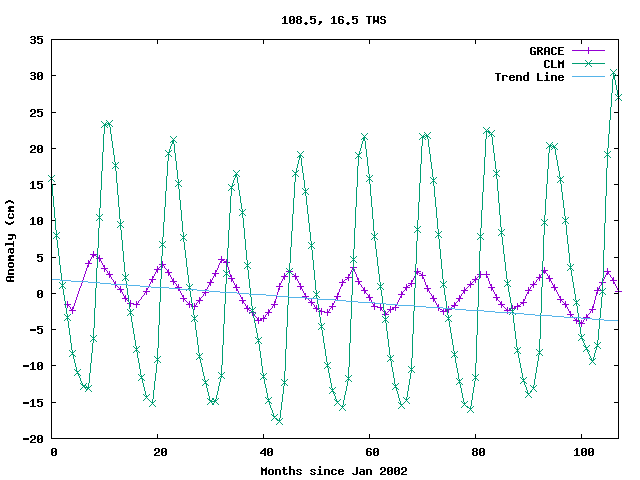 108.5, 16.5 TWS
GRACE
CLM
Trend Line
35
30
25
20
15
10
5
0
-5
-10
-15
-20
Anomaly (cm)
0 20 40 60 80 100
Months since Jan 2002